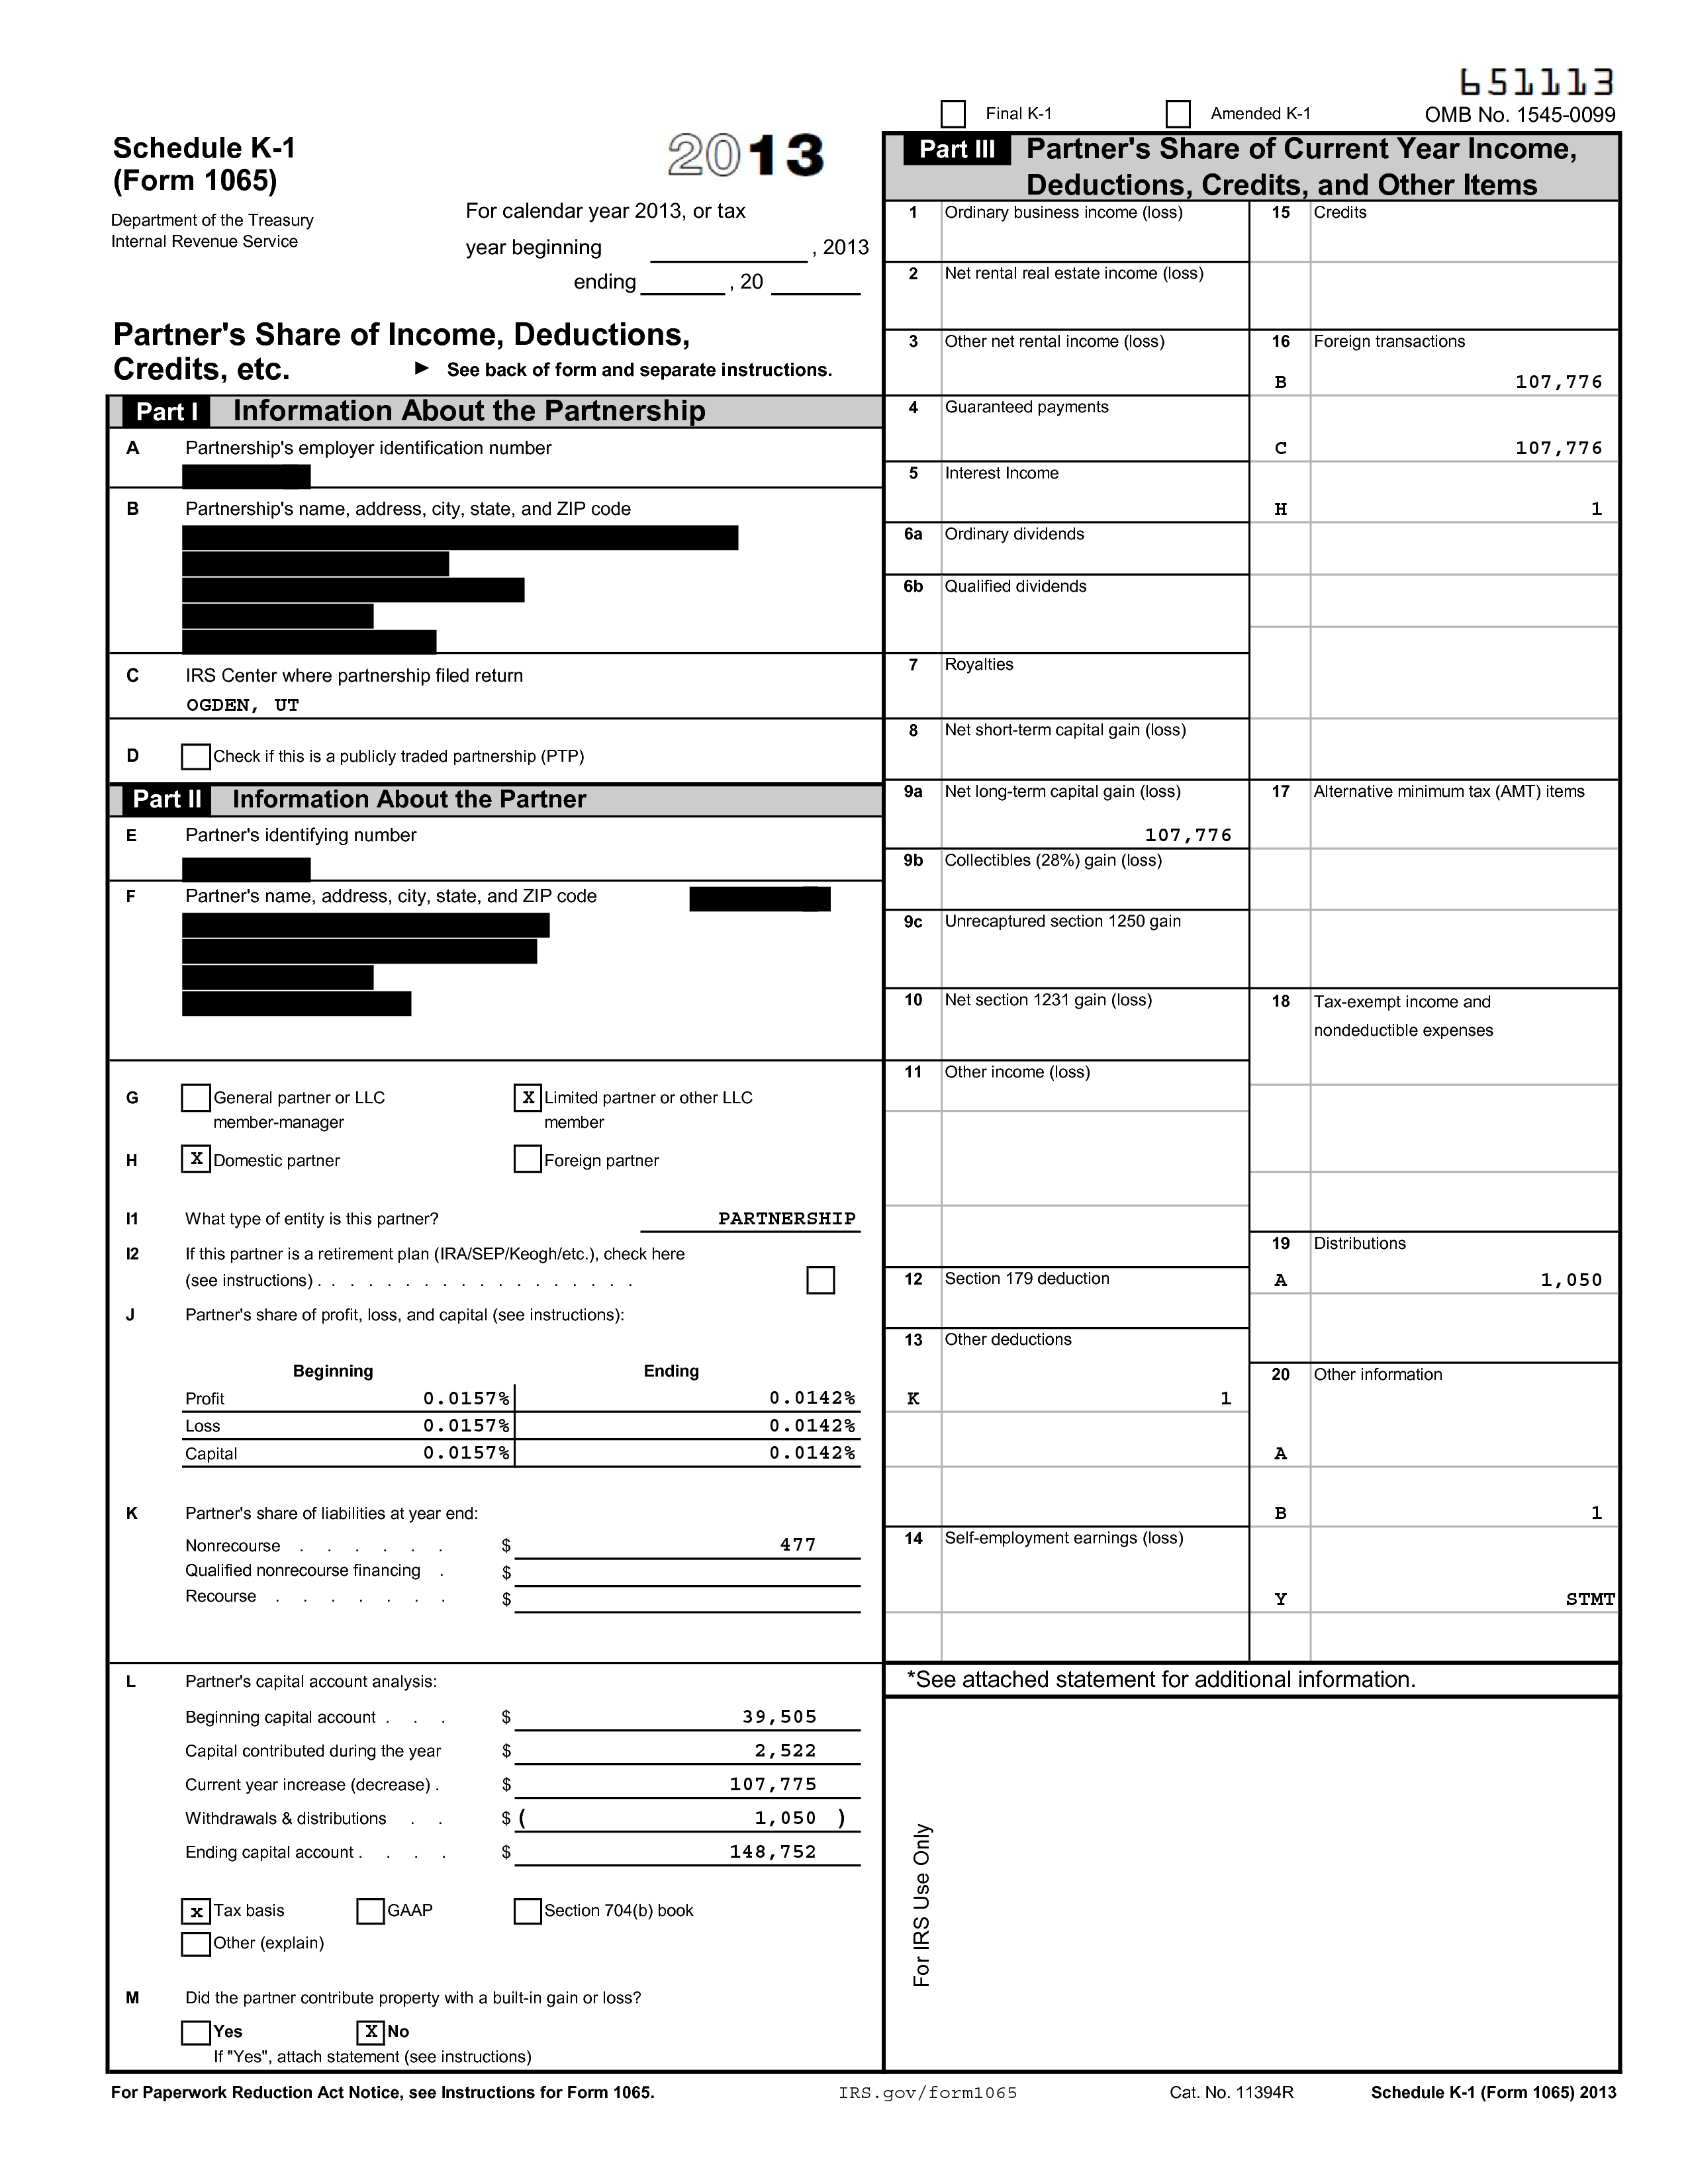 651113
Final K-1 Amended K-1 OMB No. 1545-0099
Schedule K-1
(Form 1065)
2013
Department of the Treasury
Internal Revenue Service
For calendar year 2013, or tax
year beginning , 2013
ending , 20
Partner's Share of Income, Deductions,
Credits, etc. ► See back of form and separate instructions.
Part I Information About the Partnership
A Partnership's employer identification number
B Partnership's name, address, city, state, and ZIP code
C IRS Center where partnership filed return
OGDEN, UT
D Check if this is a publicly traded partnership (PTP)
Part II Information About the Partner
E Partner's identifying number
F Partner's name, address, city, state, and ZIP code
G General partner or LLC
member-manager
X Limited partner or other LLC
member
H X Domestic partner Foreign partner
I1 What type of entity is this partner? PARTNERSHIP
I2 If this partner is a retirement plan (IRA/SEP/Keogh/etc.), check here
(see instructions) . . . . . . . . . . . . . . . . .
J Partner's share of profit, loss, and capital (see instructions):
Beginning Ending
Profit 0.0157% 0.0142%
Loss 0.0157% 0.0142%
Capital 0.0157% 0.0142%
K Partner's share of liabilities at year end:
Nonrecourse . . . . . . $ 477
Qualified nonrecourse financing . $
Recourse . . . . . . . $
L Partner's capital account analysis:
Beginning capital account . . . $ 39,505
Capital contributed during the year $ 2,522
Current year increase (decrease) . $ 107,775
Withdrawals & distributions . . $ ( 1,050 )
Ending capital account . . . . $ 148,752
x Tax basis GAAP Section 704(b) book
Other (explain)
M Did the partner contribute property with a built-in gain or loss?
Yes X No
If "Yes", attach statement (see instructions)
Part III Partner's Share of Current Year Income,
Deductions, Credits, and Other Items
1 Ordinary business income (loss)
2 Net rental real estate income (loss)
3 Other net rental income (loss)
4 Guaranteed payments
5 Interest Income
6a Ordinary dividends
6b Qualified dividends
7 Royalties
8 Net short-term capital gain (loss)
9a Net long-term capital gain (loss)
107,776
9b Collectibles (28%) gain (loss)
9c Unrecaptured section 1250 gain
10 Net section 1231 gain (loss)
11 Other income (loss)
12 Section 179 deduction
13 Other deductions
K 1
14 Self-employment earnings (loss)
15 Credits
16 Foreign transactions
B 107,776
C 107,776
H 1
17 Alternative minimum tax (AMT) items
18 Tax-exempt income and
nondeductible expenses
19 Distributions
A 1,050
20 Other information
A
B 1
Y STMT
*See attached statement for additional information.
For IRS Use Only
For Paperwork Reduction Act Notice, see Instructions for Form 1065. IRS.gov/form1065 Cat. No. 11394R Schedule K-1 (Form 1065) 2013